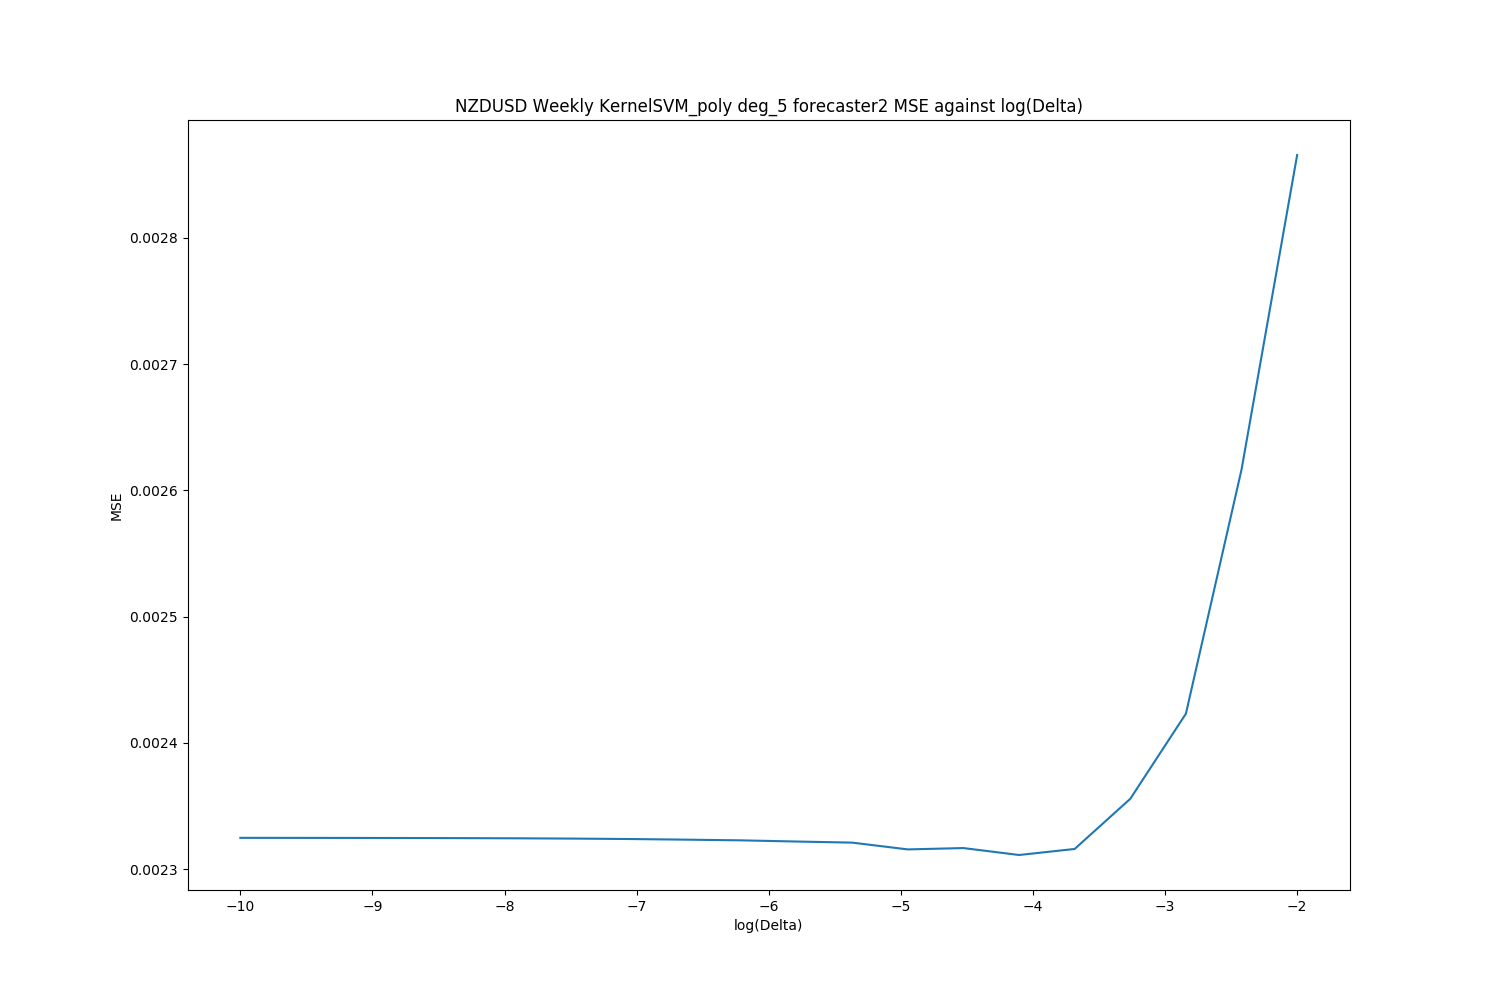 NZDUSD Weekly KernelSVM_poly deg_5 forecaster2 MSE against log(Delta)
0.0028
0.0027
0.0026
0.0025
0.0024
0.0023
MSE
−10 −9 −8 −7 −6 −5 −4 −3 −2
log(Delta)